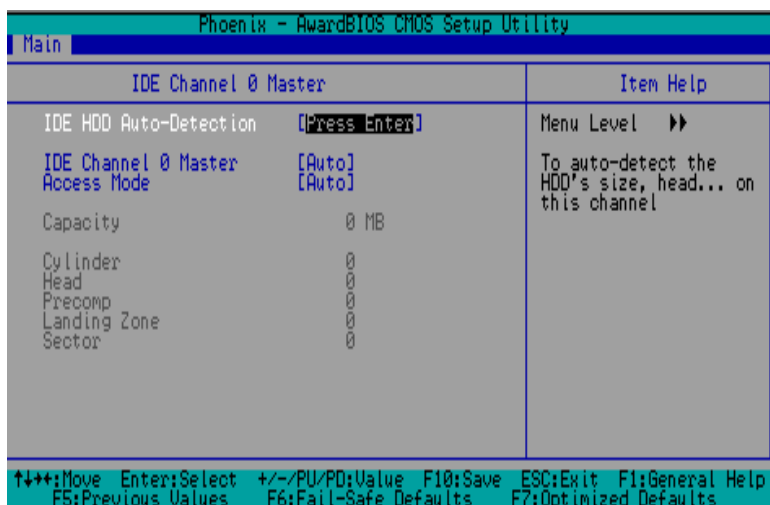 Phoenix - AwardBIOS CMOS Setup Utility
Main
IDE Channel 0 Master
Item Help
IDE HDD Auto-Detection [Press Enter]
Menu Level ▶▶
IDE Channel 0 Master [Auto]
To auto-detect the
Access Mode [Auto]
HDD's size, head... on
this channel
Capacity 0 MB
Cylinder 0
Head 0
Precomp 0
Landing Zone 0
Sector 0
↑↓→←:Move Enter:Select +/-/PU/PD:Value F10:Save ESC:Exit F1:General Help
F5:Previous Values F6:Fail-Safe Defaults F7:Optimized Defaults